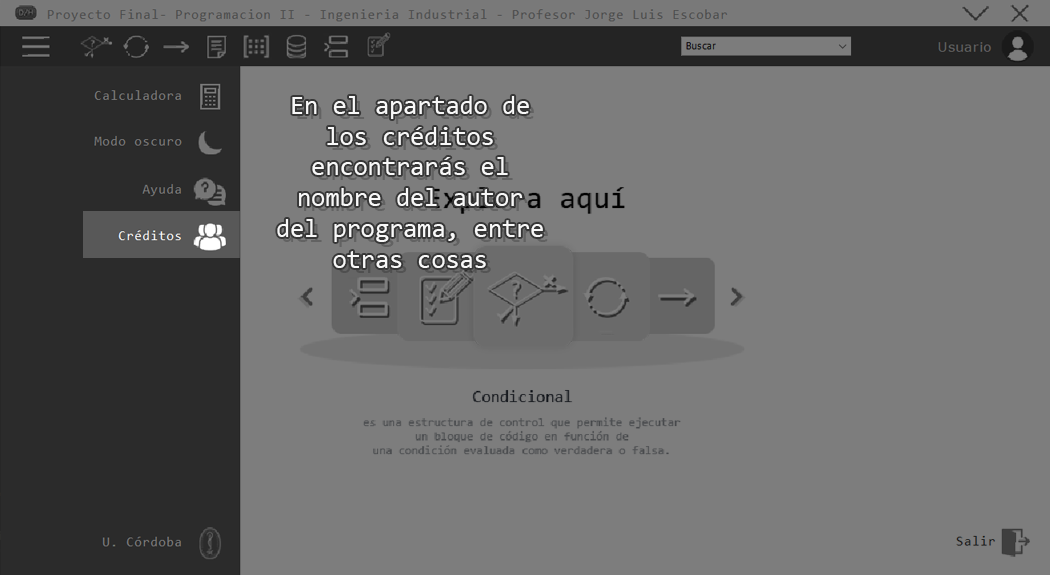 D/H Proyecto Final- Programacion II - Ingenieria Industrial - Profesor Jorge Luis Escobar
Buscar
Usuario
Calculadora
Modo oscuro
Ayuda
Créditos
En el apartado de
los créditos
encontrarás el
nombre del autor
del programa, entre
otras cosas
Explora aquí
Condicional
es una estructura de control que permite ejecutar
un bloque de código en función de
una condición evaluada como verdadera o falsa.
U. Córdoba
Salir